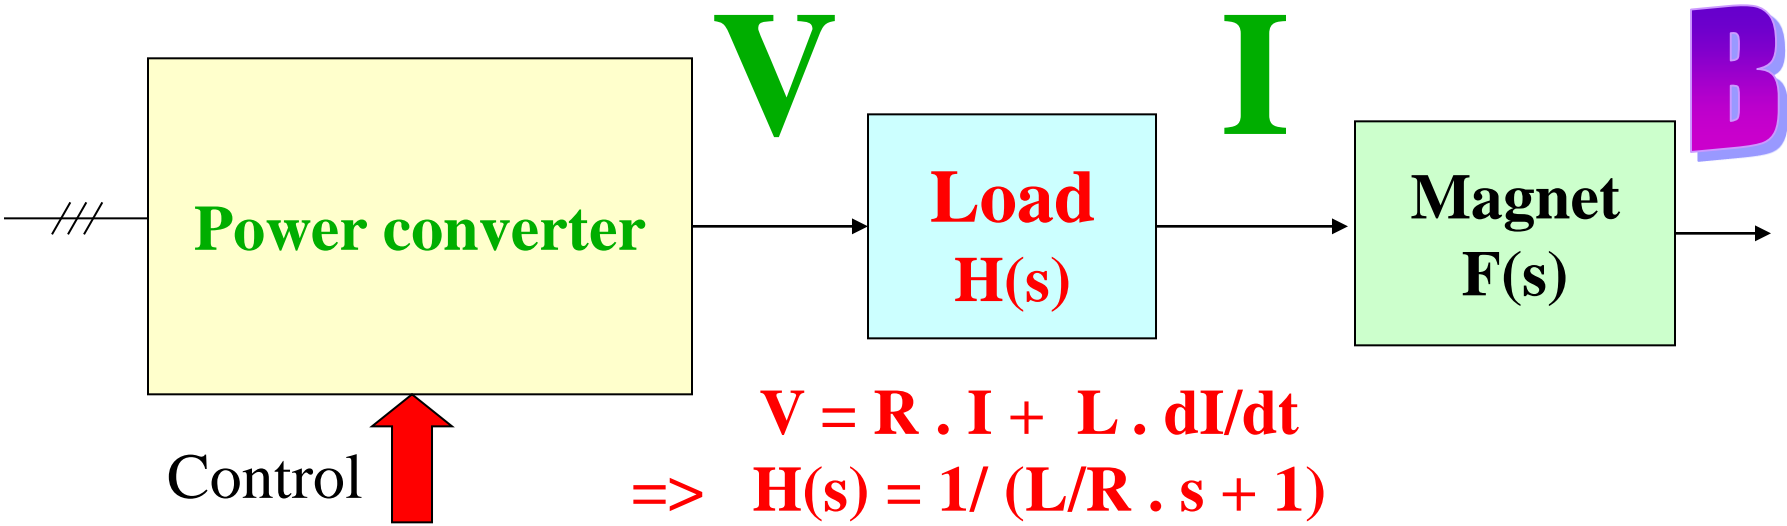 V
I
B
Power converter
Load
H(s)
Magnet
F(s)
Control
V = R . I + L . dI/dt
=> H(s) = 1/ (L/R . s + 1)